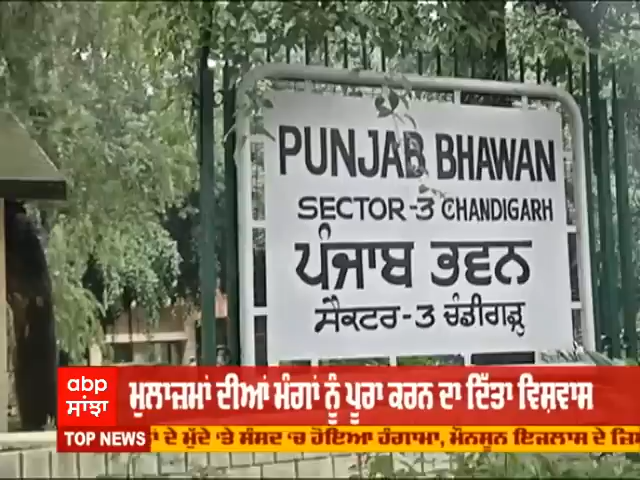 PUNJAB BHAWAN
SECTOR-3 CHANDIGARH
ਪੰਜਾਬ ਭਵਨ
ਸੈਕਟਰ-3 ਚੰਡੀਗੜ੍ਹ
abp ਸਾਂਝਾ
ਮੁਲਾਜ਼ਮਾਂ ਦੀਆਂ ਮੰਗਾਂ ਨੂੰ ਪੂਰਾ ਕਰਨ ਦਾ ਦਿੱਤਾ ਵਿਸ਼ਵਾਸ
TOP NEWS
ਦੇ ਮੁੱਦੇ 'ਤੇ ਸੰਸਦ 'ਚ ਹੋਇਆ ਹੰਗਾਮਾ, ਮੌਨਸੂਨ ਇਜਲਾਸ ਦੇ